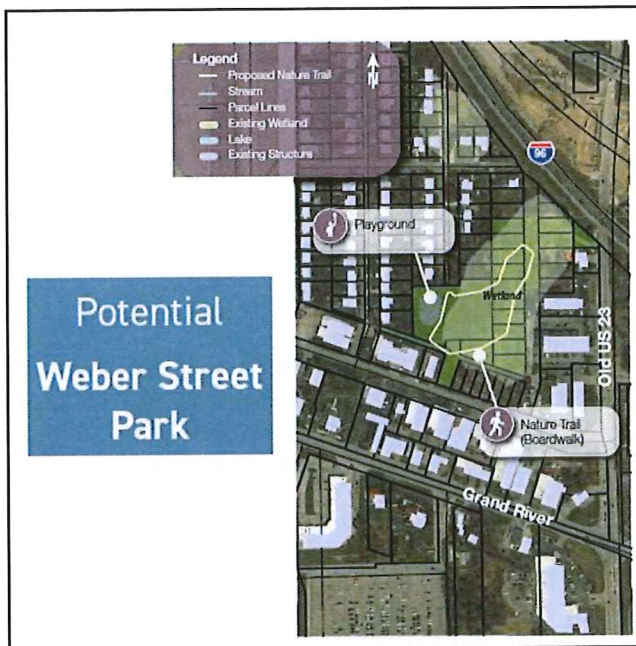 Legend
Proposed Nature Trail
Stream
Parcel Lines
Existing Wetland
Lake
Existing Structure
N
96
Playground
Potential
Weber Street
Park
Wetland
Old US 23
Nature Trail
(Boardwalk)
Grand River